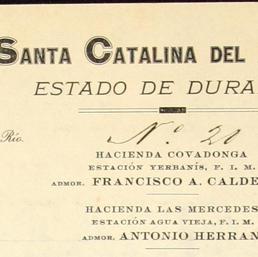 SANTA CATALINA DEL
ESTADO DE DURA
Río.
No. 20
HACIENDA COVADONGA
ESTACIÓN YERBANÍS, F. I. M.
ADMOR. FRANCISCO A. CALDE
HACIENDA LAS MERCEDES
ESTACIÓN AGUA VIEJA, F. I. M.
ADMOR. ANTONIO HERRAN